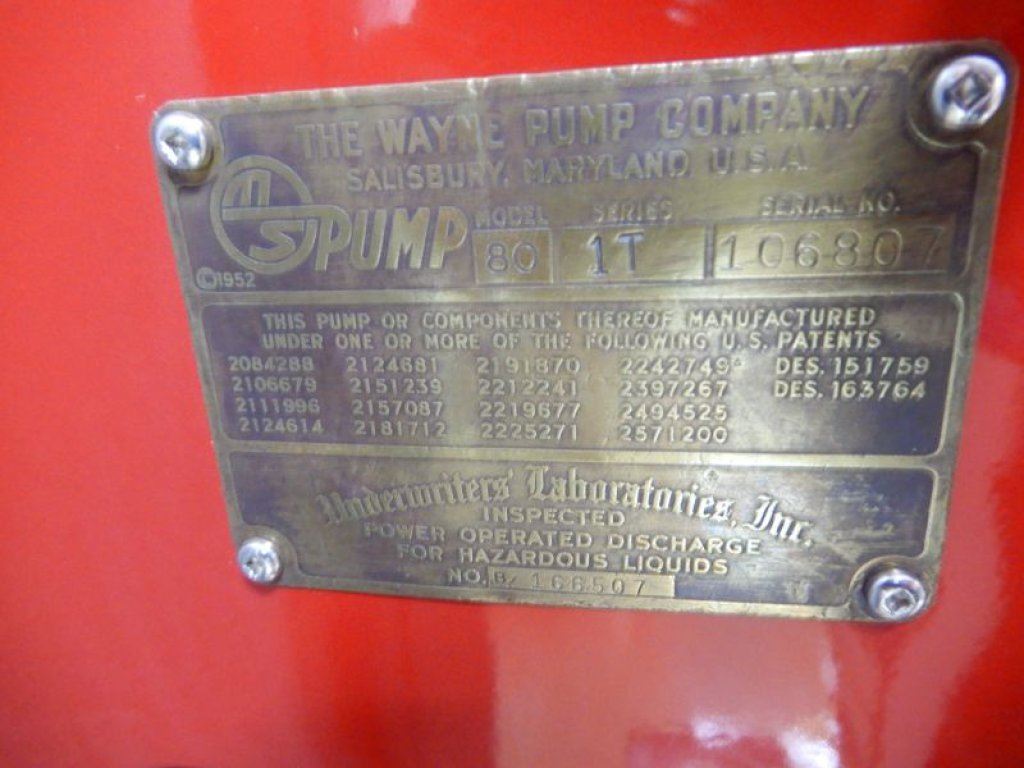 THE WAYNE PUMP COMPANY
SALISBURY, MARYLAND, U.S.A.
MS PUMP MODEL 80 SERIES 1T SERIAL NO. 106807
©1952
THIS PUMP OR COMPONENTS THEREOF MANUFACTURED
UNDER ONE OR MORE OF THE FOLLOWING U.S. PATENTS
2084288 2124681 2191870 2242749* DES. 151759
2106679 2151239 2212241 2397267 DES. 163764
2111996 2157087 2219677 2494525
2124614 2181712 2225271 2571200
Underwriters' Laboratories, Inc.
INSPECTED
POWER OPERATED DISCHARGE
FOR HAZARDOUS LIQUIDS
NO. B/ 166507